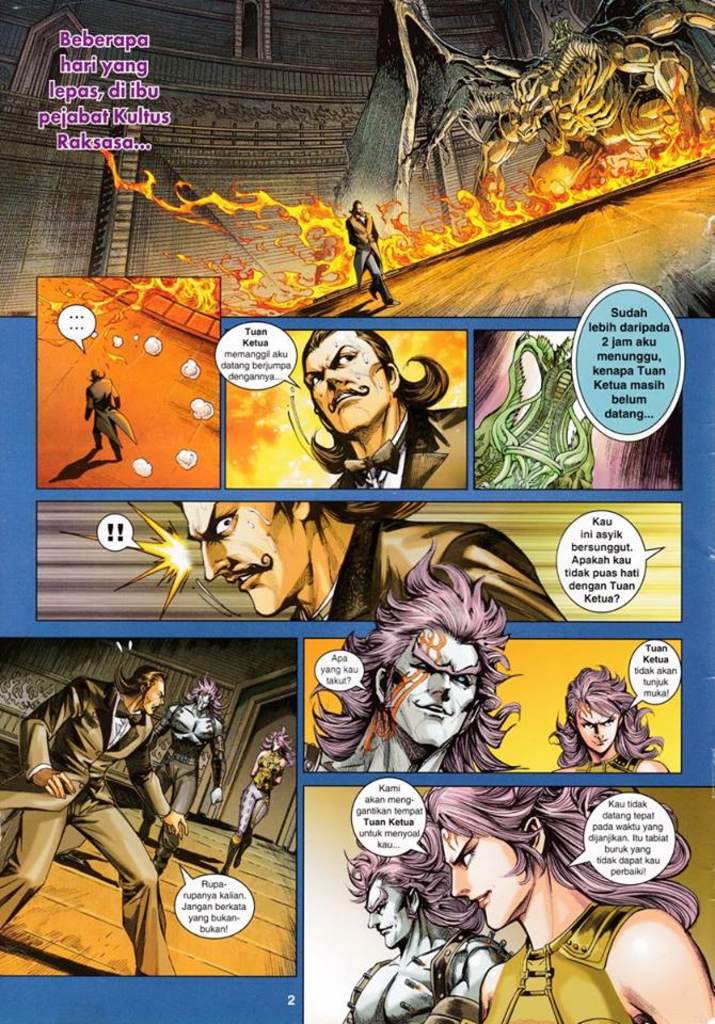 Beberapa
hari yang
lepas, di ibu
pejabat Kultus
Raksasa...
...
...
Tuan
Ketua
memanggil aku
datang berjumpa
dengannya....
Sudah
lebih daripada
2 jam aku
menunggu,
kenapa Tuan
Ketua masih
belum
datang...
!!
Kau
ini asyik
bersunggut.
Apakah kau
tidak puas hati
dengan Tuan
Ketua?
Rupa-
rupanya kalian.
Jangan berkata
yang bukan-
bukan!
Apa
yang kau
takut?
Tuan
Ketua
tidak akan
tunjuk
muka!
Kami
akan meng-
gantikan tempat
Tuan Ketua
untuk menyoal
kau...
Kau tidak
datang tepat
pada waktu yang
dijanjikan. Itu tabiat
buruk yang
tidak dapat kau
perbaiki!
2